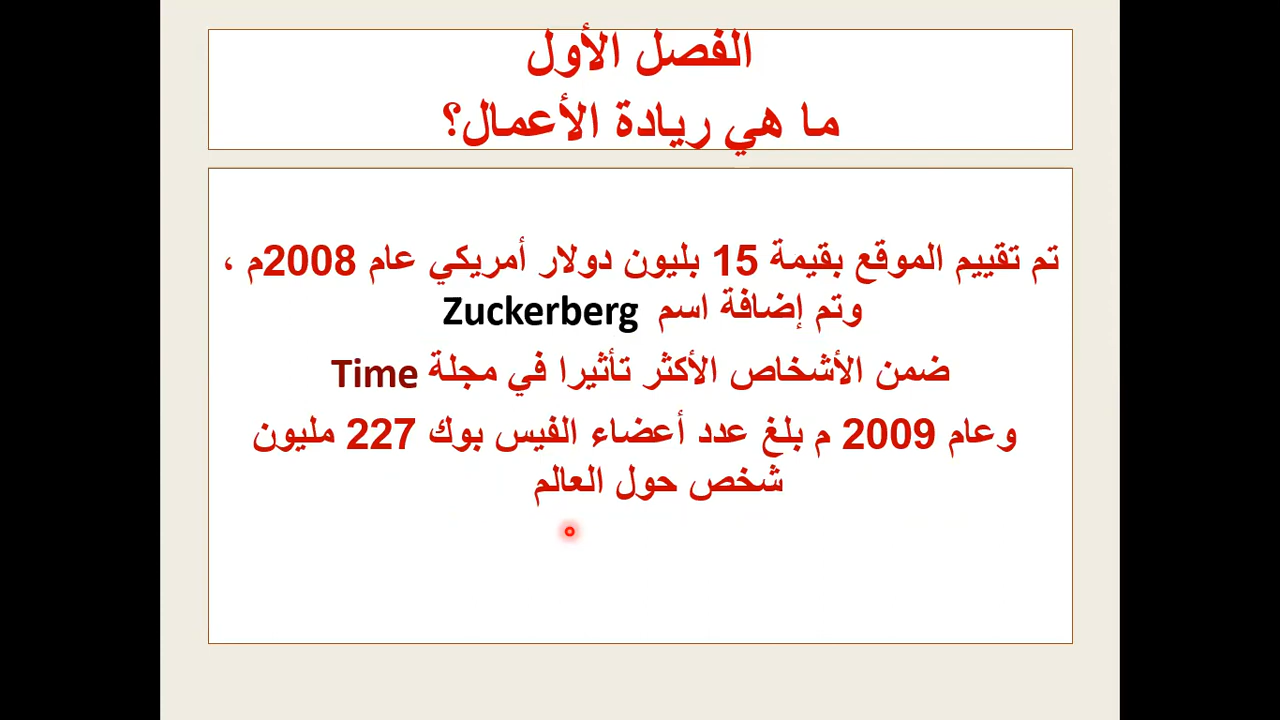 الفصل الأول
ما هي ريادة الأعمال؟
تم تقييم الموقع بقيمة 15 بليون دولار أمريكي عام 2008م ،
وتم إضافة اسم Zuckerberg
ضمن الأشخاص الأكثر تأثيرا في مجلة Time
وعام 2009 م بلغ عدد أعضاء الفيس بوك 227 مليون
شخص حول العالم